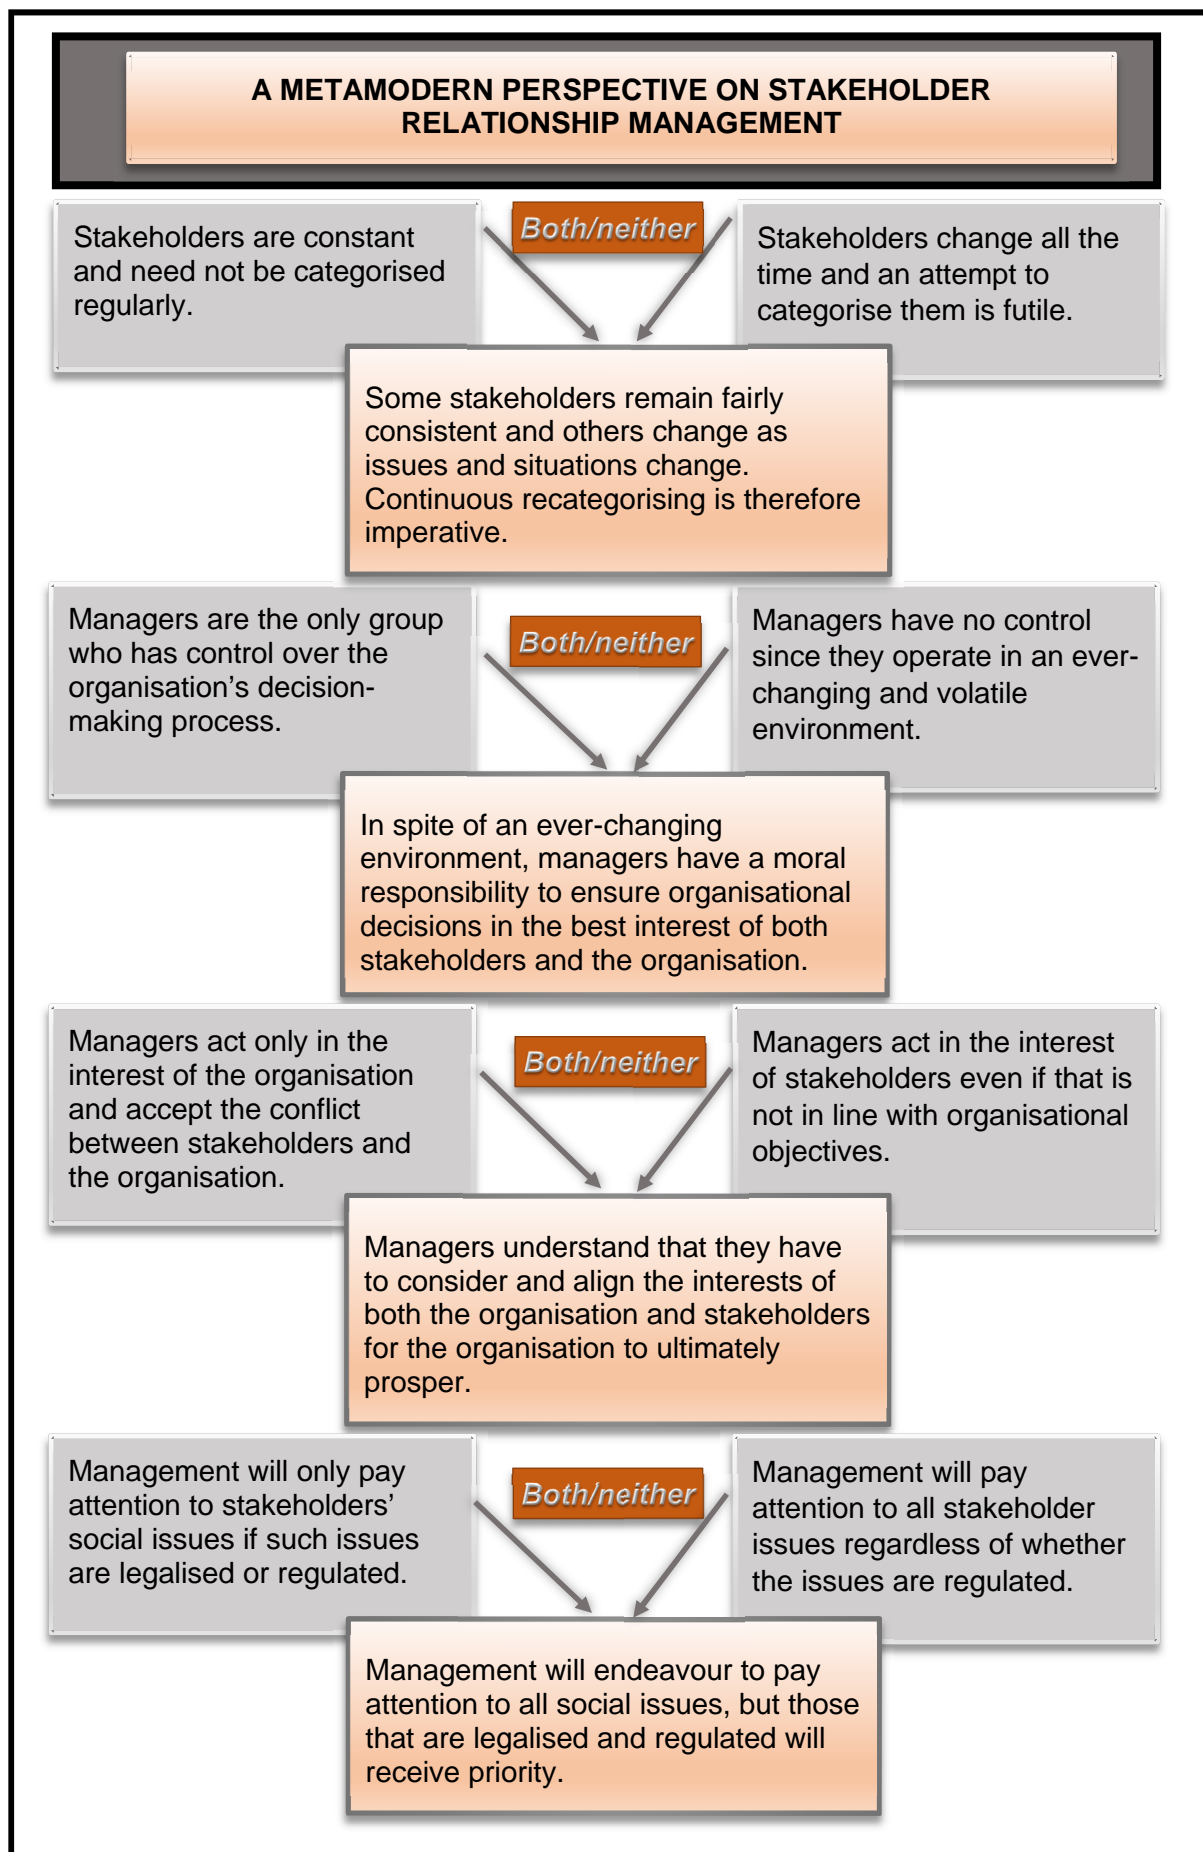 A METAMODERN PERSPECTIVE ON STAKEHOLDER
RELATIONSHIP MANAGEMENT
Stakeholders are constant
and need not be categorised
regularly.
Both/neither
Stakeholders change all the
time and an attempt to
categorise them is futile.
Some stakeholders remain fairly
consistent and others change as
issues and situations change.
Continuous recategorising is therefore
imperative.
Managers are the only group
who has control over the
organisation's decision-
making process.
Both/neither
Managers have no control
since they operate in an ever-
changing and volatile
environment.
In spite of an ever-changing
environment, managers have a moral
responsibility to ensure organisational
decisions in the best interest of both
stakeholders and the organisation.
Managers act only in the
interest of the organisation
and accept the conflict
between stakeholders and
the organisation.
Both/neither
Managers act in the interest
of stakeholders even if that is
not in line with organisational
objectives.
Managers understand that they have
to consider and align the interests of
both the organisation and stakeholders
for the organisation to ultimately
prosper.
Management will only pay
attention to stakeholders'
social issues if such issues
are legalised or regulated.
Both/neither
Management will pay
attention to all stakeholder
issues regardless of whether
the issues are regulated.
Management will endeavour to pay
attention to all social issues, but those
that are legalised and regulated will
receive priority.